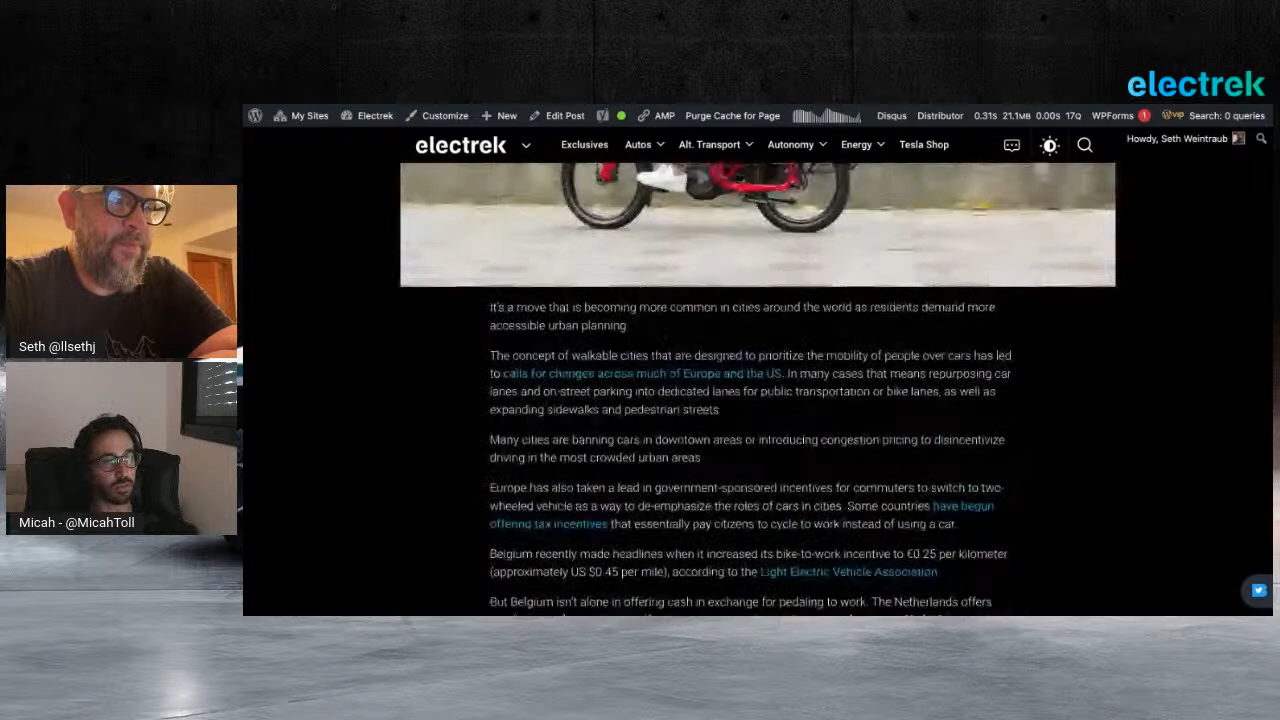 electrek
My Sites Electrek Customize New Edit Post AMP Purge Cache for Page Disqus Distributor 0.31s 21.1MB 0.00s 17Q WPForms 1 VIP Search: 0 queries
electrek Exclusives Autos Alt. Transport Autonomy Energy Tesla Shop
Howdy, Seth Weintraub
Seth @llsethj
Micah - @MicahToll
It's a move that is becoming more common in cities around the world as residents demand more
accessible urban planning
The concept of walkable cities that are designed to prioritize the mobility of people over cars has led
to calls for changes across much of Europe and the US. In many cases that means repurposing car
lanes and on-street parking into dedicated lanes for public transportation or bike lanes, as well as
expanding sidewalks and pedestrian streets
Many cities are banning cars in downtown areas or introducing congestion pricing to disincentivize
driving in the most crowded urban areas
Europe has also taken a lead in government-sponsored incentives for commuters to switch to two-
wheeled vehicle as a way to de-emphasize the roles of cars in cities. Some countries have begun
offering tax incentives that essentially pay citizens to cycle to work instead of using a car.
Belgium recently made headlines when it increased its bike-to-work incentive to €0.25 per kilometer
(approximately US $0.45 per mile), according to the Light Electric Vehicle Association
But Belgium isn't alone in offering cash in exchange for pedaling to work. The Netherlands offers